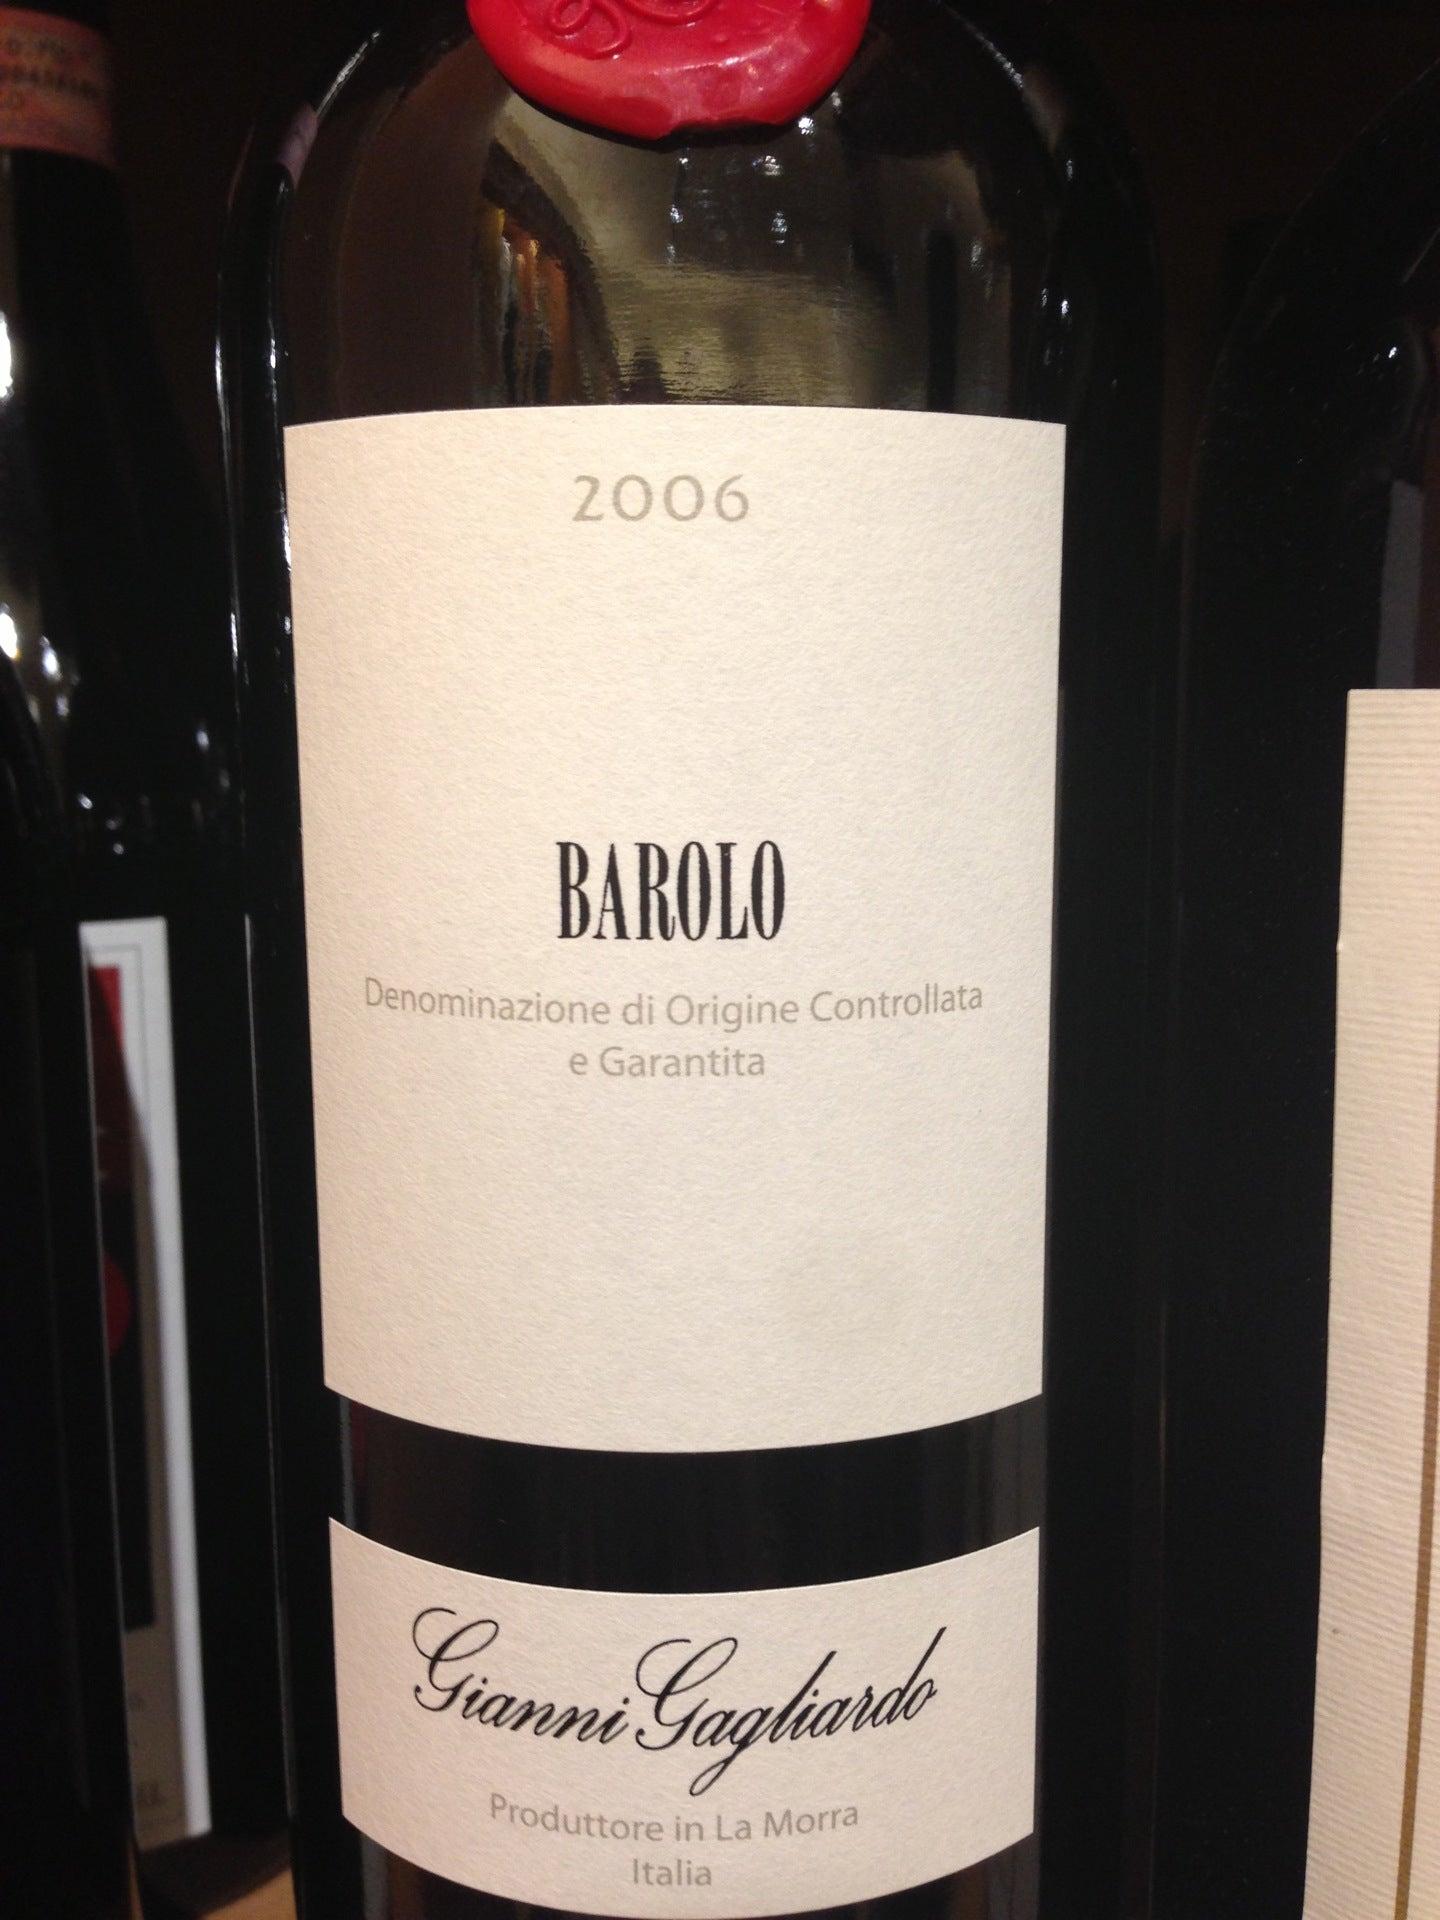 2006
BAROLO
Denominazione di Origine Controllata
e Garantita
Gianni Gagliardo
Produttore in La Morra
Italia